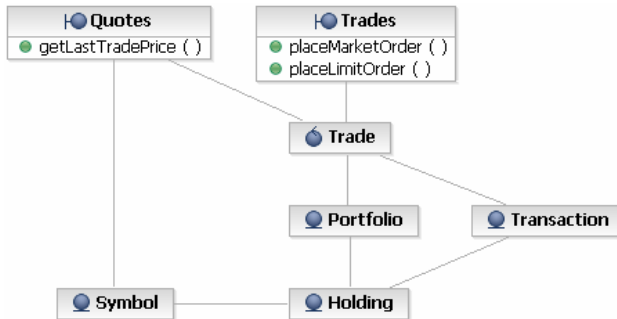 Quotes
getLastTradePrice ( )
Trades
placeMarketOrder ( )
placeLimitOrder ( )
Trade
Portfolio
Transaction
Symbol
Holding